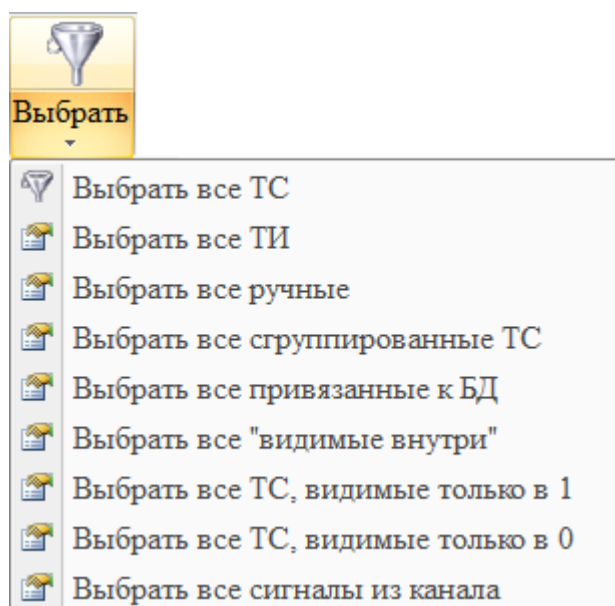 Выбрать
Выбрать все ТС
Выбрать все ТИ
Выбрать все ручные
Выбрать все сгруппированные ТС
Выбрать все привязанные к БД
Выбрать все "видимые внутри"
Выбрать все ТС, видимые только в 1
Выбрать все ТС, видимые только в 0
Выбрать все сигналы из канала